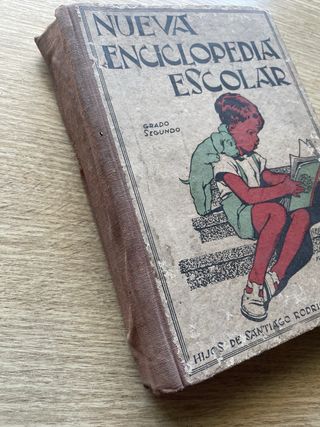 NUEVA
ENCICLOPEDIA
ESCOLAR
GRADO
SEGUNDO
HIJOS DE SANTIAGO